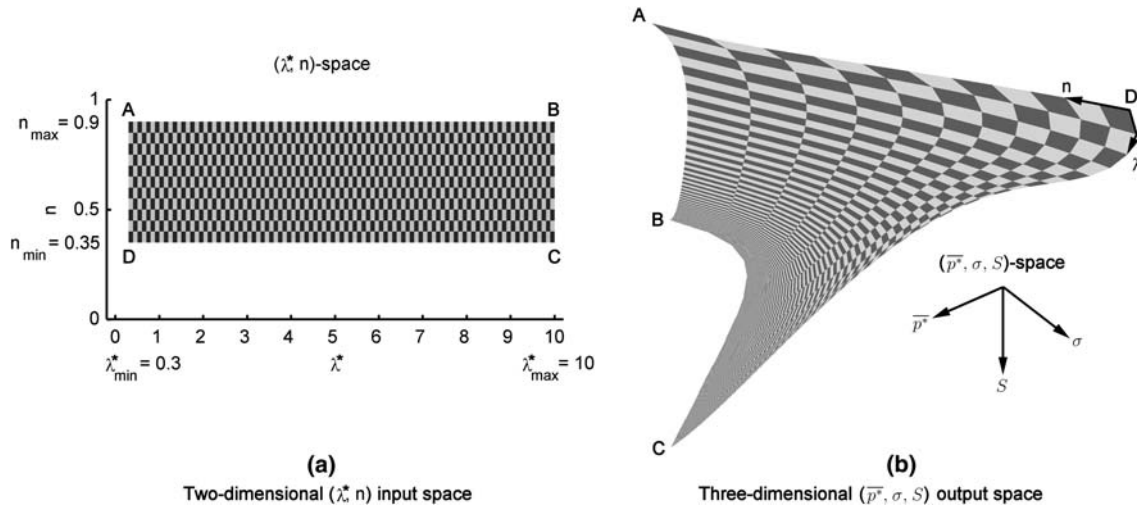 (λ*, n)-space
1
A
B
n_max = 0.9
n
0.5
n_min = 0.35
D
C
0
0 1 2 3 4 5 6 7 8 9 10
λ*_min = 0.3
λ*
λ*_max = 10
(a)
Two-dimensional (λ*, n) input space
A
n
D
λ
B
(p̅*, σ, S)-space
p̅*
σ
S
C
(b)
Three-dimensional (p̅*, σ, S) output space